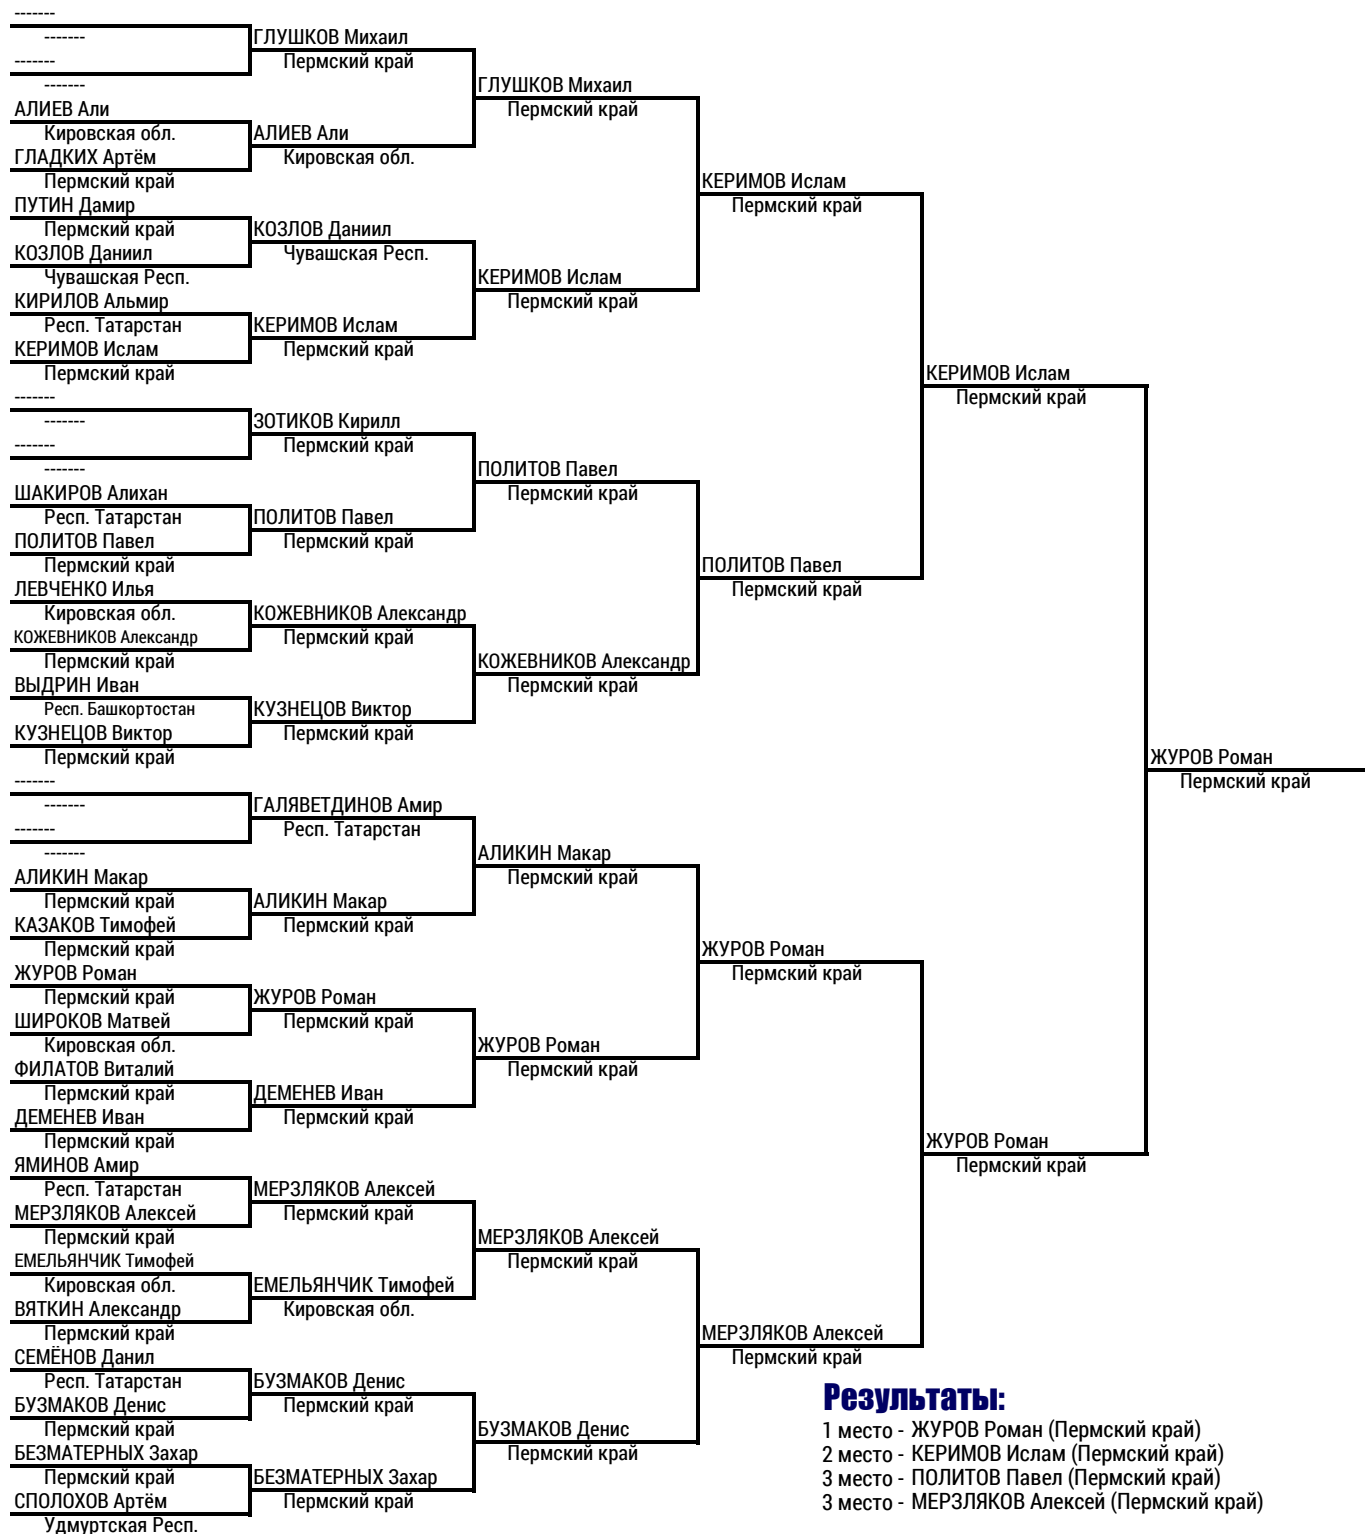 -------
-------
-------
-------
АЛИЕВ Али
Кировская обл.
ГЛАДКИХ Артём
Пермский край
ПУТИН Дамир
Пермский край
КОЗЛОВ Даниил
Чувашская Респ.
КИРИЛОВ Альмир
Респ. Татарстан
КЕРИМОВ Ислам
Пермский край
-------
-------
-------
-------
ШАКИРОВ Алихан
Респ. Татарстан
ПОЛИТОВ Павел
Пермский край
ЛЕВЧЕНКО Илья
Кировская обл.
КОЖЕВНИКОВ Александр
Пермский край
ВЫДРИН Иван
Респ. Башкортостан
КУЗНЕЦОВ Виктор
Пермский край
-------
-------
-------
-------
АЛИКИН Макар
Пермский край
КАЗАКОВ Тимофей
Пермский край
ЖУРОВ Роман
Пермский край
ШИРОКОВ Матвей
Кировская обл.
ФИЛАТОВ Виталий
Пермский край
ДЕМЕНЕВ Иван
Пермский край
ЯМИНОВ Амир
Респ. Татарстан
МЕРЗЛЯКОВ Алексей
Пермский край
ЕМЕЛЬЯНЧИК Тимофей
Кировская обл.
ВЯТКИН Александр
Пермский край
СЕМЁНОВ Данил
Респ. Татарстан
БУЗМАКОВ Денис
Пермский край
БЕЗМАТЕРНЫХ Захар
Пермский край
СПОЛОХОВ Артём
Удмуртская Респ.
ГЛУШКОВ Михаил
Пермский край
АЛИЕВ Али
Кировская обл.
КОЗЛОВ Даниил
Чувашская Респ.
КЕРИМОВ Ислам
Пермский край
ЗОТИКОВ Кирилл
Пермский край
ПОЛИТОВ Павел
Пермский край
КОЖЕВНИКОВ Александр
Пермский край
КУЗНЕЦОВ Виктор
Пермский край
ГАЛЯВЕТДИНОВ Амир
Респ. Татарстан
АЛИКИН Макар
Пермский край
ЖУРОВ Роман
Пермский край
ДЕМЕНЕВ Иван
Пермский край
МЕРЗЛЯКОВ Алексей
Пермский край
ЕМЕЛЬЯНЧИК Тимофей
Кировская обл.
БУЗМАКОВ Денис
Пермский край
БЕЗМАТЕРНЫХ Захар
Пермский край
ГЛУШКОВ Михаил
Пермский край
КЕРИМОВ Ислам
Пермский край
ПОЛИТОВ Павел
Пермский край
КОЖЕВНИКОВ Александр
Пермский край
АЛИКИН Макар
Пермский край
ЖУРОВ Роман
Пермский край
МЕРЗЛЯКОВ Алексей
Пермский край
БУЗМАКОВ Денис
Пермский край
КЕРИМОВ Ислам
Пермский край
ПОЛИТОВ Павел
Пермский край
ЖУРОВ Роман
Пермский край
МЕРЗЛЯКОВ Алексей
Пермский край
КЕРИМОВ Ислам
Пермский край
ЖУРОВ Роман
Пермский край
ЖУРОВ Роман
Пермский край
Результаты:
1 место - ЖУРОВ Роман (Пермский край)
2 место - КЕРИМОВ Ислам (Пермский край)
3 место - ПОЛИТОВ Павел (Пермский край)
3 место - МЕРЗЛЯКОВ Алексей (Пермский край)